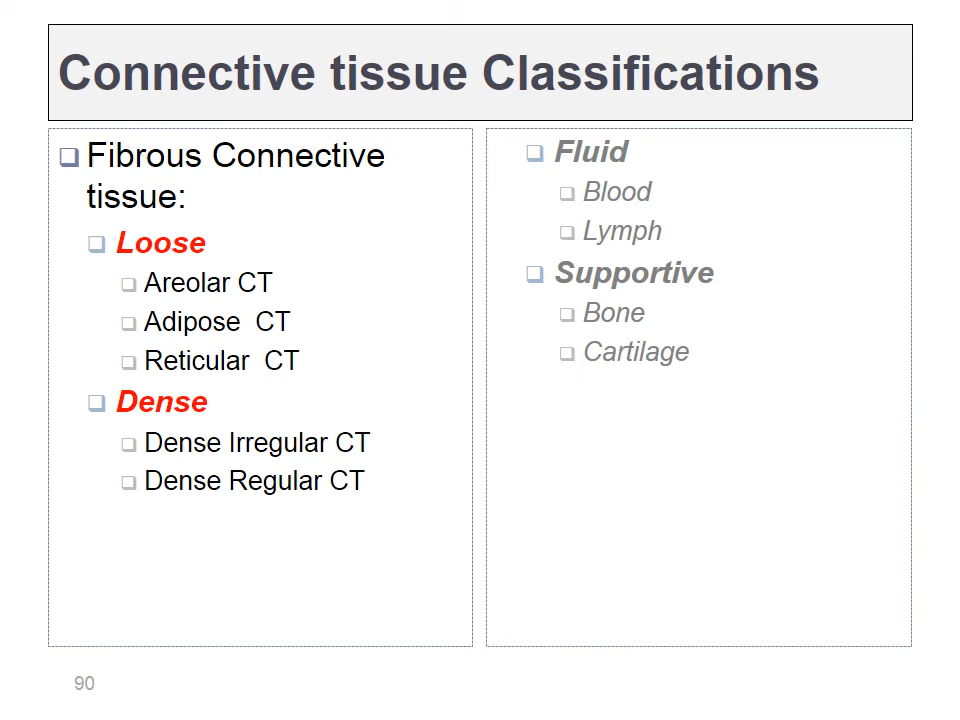 Connective tissue Classifications
Fibrous Connective
tissue:
Loose
Areolar CT
Adipose CT
Reticular CT
Dense
Dense Irregular CT
Dense Regular CT
Fluid
Blood
Lymph
Supportive
Bone
Cartilage
90